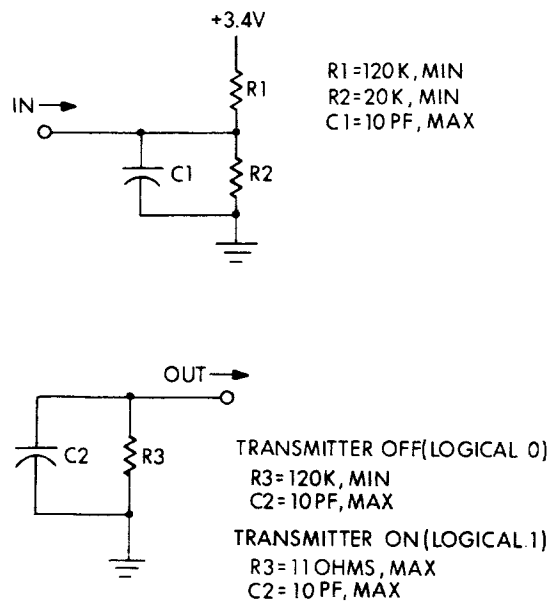 +3.4V
R1
IN
C1
R2
R1=120K, MIN
R2=20K, MIN
C1=10 PF, MAX
OUT
C2
R3
TRANSMITTER OFF(LOGICAL 0)
R3=120K, MIN
C2=10PF, MAX
TRANSMITTER ON(LOGICAL 1)
R3=11 OHMS, MAX
C2=10 PF, MAX